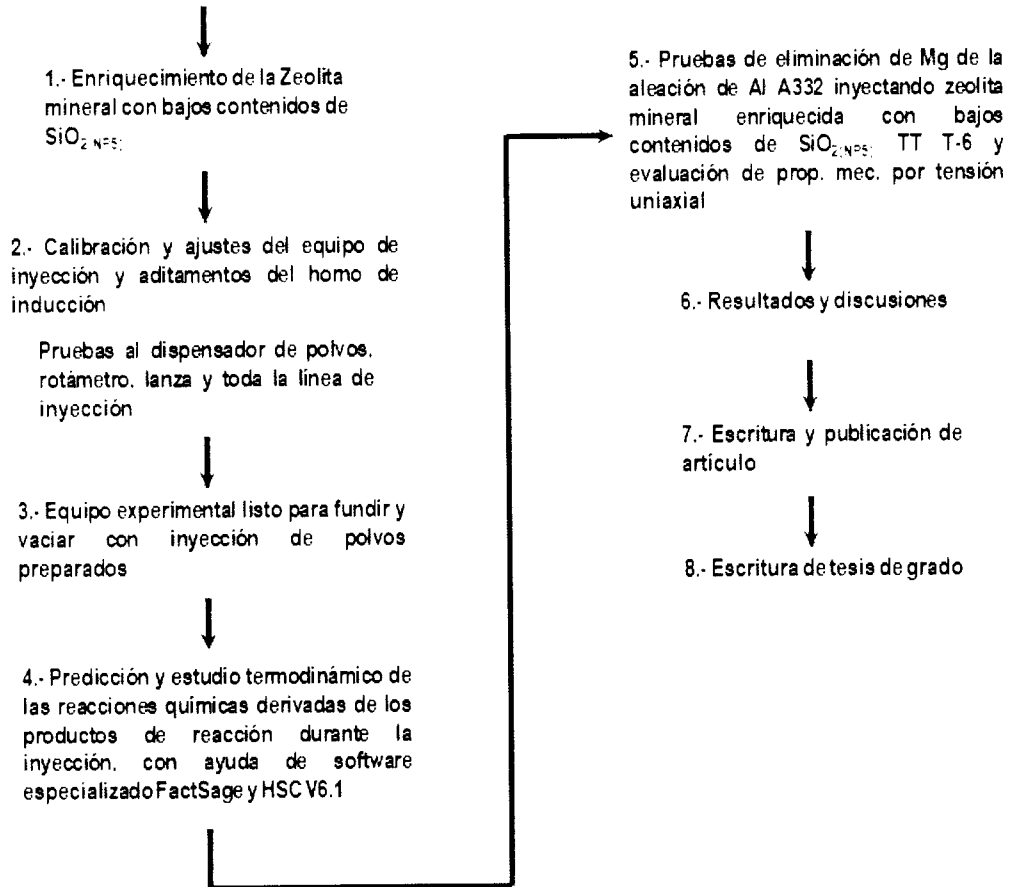 1.- Enriquecimiento de la Zeolita
mineral con bajos contenidos de
SiO₂ NPS;
2.- Calibración y ajustes del equipo de
inyección y aditamentos del horno de
inducción
Pruebas al dispensador de polvos,
rotámetro, lanza y toda la línea de
inyección
3.- Equipo experimental listo para fundir y
vaciar con inyección de polvos
preparados
4.- Predicción y estudio termodinámico de
las reacciones químicas derivadas de los
productos de reacción durante la
inyección, con ayuda de software
especializado FactSage y HSC V6.1
5.- Pruebas de eliminación de Mg de la
aleación de Al A332 inyectando zeolita
mineral enriquecida con bajos
contenidos de SiO₂;NPS; TT T-6 y
evaluación de prop. mec. por tensión
uniaxial
6.- Resultados y discusiones
7.- Escritura y publicación de
artículo
8.- Escritura de tesis de grado